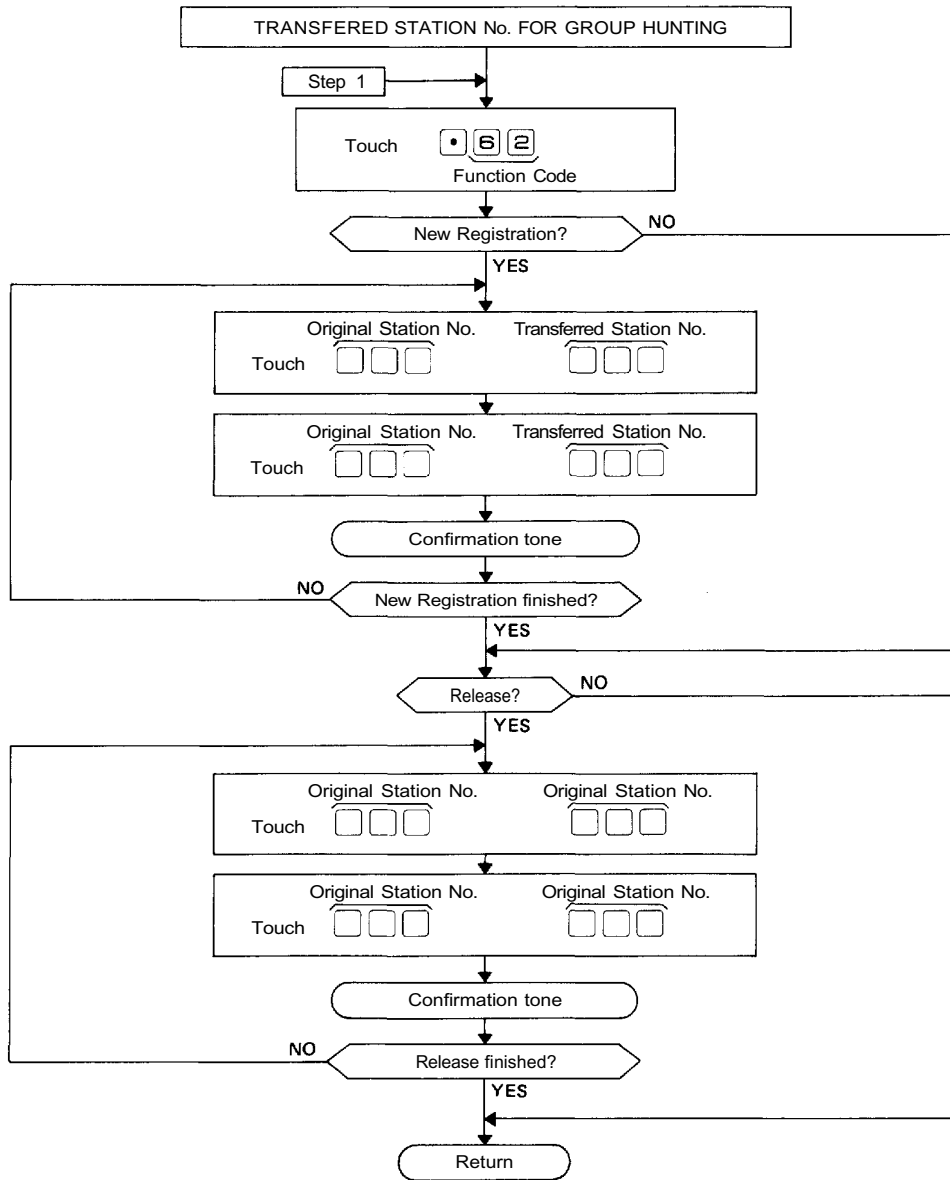 TRANSFERED STATION No. FOR GROUP HUNTING
Step 1
Touch • 6 2
Function Code
New Registration?
NO
YES
Original Station No. Transferred Station No.
Touch
Original Station No. Transferred Station No.
Touch
Confirmation tone
NO
New Registration finished?
YES
Release?
NO
YES
Original Station No. Original Station No.
Touch
Original Station No. Original Station No.
Touch
Confirmation tone
NO
Release finished?
YES
Return